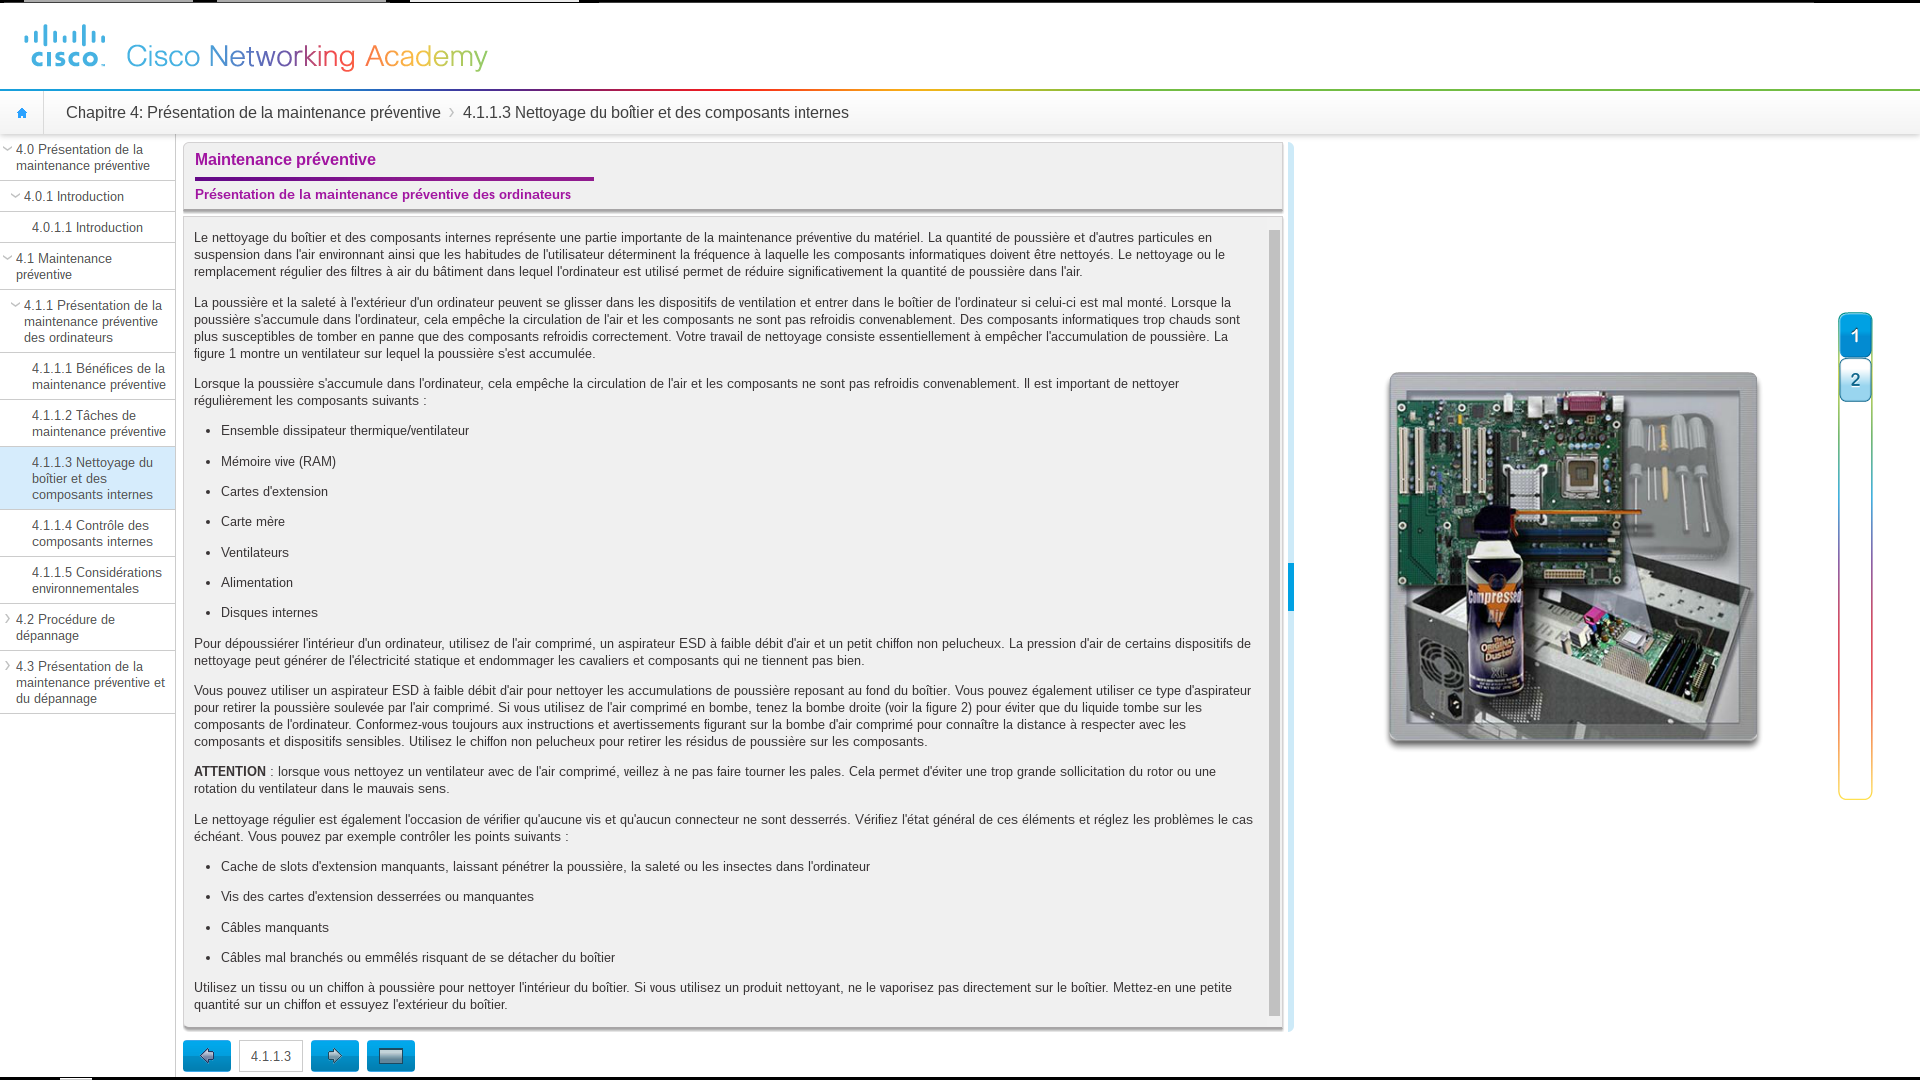 cisco
Cisco Networking Academy
Chapitre 4: Présentation de la maintenance préventive 4.1.1.3 Nettoyage du boîtier et des composants internes
4.0 Présentation de la
maintenance préventive
4.0.1 Introduction
4.0.1.1 Introduction
4.1 Maintenance
préventive
4.1.1 Présentation de la
maintenance préventive
des ordinateurs
4.1.1.1 Bénéfices de la
maintenance préventive
4.1.1.2 Tâches de
maintenance préventive
4.1.1.3 Nettoyage du
boîtier et des
composants internes
4.1.1.4 Contrôle des
composants internes
4.1.1.5 Considérations
environnementales
4.2 Procédure de
dépannage
4.3 Présentation de la
maintenance préventive et
du dépannage
Maintenance préventive
Présentation de la maintenance préventive des ordinateurs
Le nettoyage du boîtier et des composants internes représente une partie importante de la maintenance préventive du matériel. La quantité de poussière et d'autres particules en
suspension dans l'air environnant ainsi que les habitudes de l'utilisateur déterminent la fréquence à laquelle les composants informatiques doivent être nettoyés. Le nettoyage ou le
remplacement régulier des filtres à air du bâtiment dans lequel l'ordinateur est utilisé permet de réduire significativement la quantité de poussière dans l'air.
La poussière et la saleté à l'extérieur d'un ordinateur peuvent se glisser dans les dispositifs de ventilation et entrer dans le boîtier de l'ordinateur si celui-ci est mal monté. Lorsque la
poussière s'accumule dans l'ordinateur, cela empêche la circulation de l'air et les composants ne sont pas refroidis convenablement. Des composants informatiques trop chauds sont
plus susceptibles de tomber en panne que des composants refroidis correctement. Votre travail de nettoyage consiste essentiellement à empêcher l'accumulation de poussière. La
figure 1 montre un ventilateur sur lequel la poussière s'est accumulée.
Lorsque la poussière s'accumule dans l'ordinateur, cela empêche la circulation de l'air et les composants ne sont pas refroidis convenablement. Il est important de nettoyer
régulièrement les composants suivants :
• Ensemble dissipateur thermique/ventilateur
• Mémoire vive (RAM)
• Cartes d'extension
• Carte mère
• Ventilateurs
• Alimentation
• Disques internes
Pour dépoussiérer l'intérieur d'un ordinateur, utilisez de l'air comprimé, un aspirateur ESD à faible débit d'air et un petit chiffon non pelucheux. La pression d'air de certains dispositifs de
nettoyage peut générer de l'électricité statique et endommager les cavaliers et composants qui ne tiennent pas bien.
Vous pouvez utiliser un aspirateur ESD à faible débit d'air pour nettoyer les accumulations de poussière reposant au fond du boîtier. Vous pouvez également utiliser ce type d'aspirateur
pour retirer la poussière soulevée par l'air comprimé. Si vous utilisez de l'air comprimé en bombe, tenez la bombe droite (voir la figure 2) pour éviter que du liquide tombe sur les
composants de l'ordinateur. Conformez-vous toujours aux instructions et avertissements figurant sur la bombe d'air comprimé pour connaître la distance à respecter avec les
composants et dispositifs sensibles. Utilisez le chiffon non pelucheux pour retirer les résidus de poussière sur les composants.
ATTENTION : lorsque vous nettoyez un ventilateur avec de l'air comprimé, veillez à ne pas faire tourner les pales. Cela permet d'éviter une trop grande sollicitation du rotor ou une
rotation du ventilateur dans le mauvais sens.
Le nettoyage régulier est également l'occasion de vérifier qu'aucune vis et qu'aucun connecteur ne sont desserrés. Vérifiez l'état général de ces éléments et réglez les problèmes le cas
échéant. Vous pouvez par exemple contrôler les points suivants :
• Cache de slots d'extension manquants, laissant pénétrer la poussière, la saleté ou les insectes dans l'ordinateur
• Vis des cartes d'extension desserrées ou manquantes
• Câbles manquants
• Câbles mal branchés ou emmêlés risquant de se détacher du boîtier
Utilisez un tissu ou un chiffon à poussière pour nettoyer l'intérieur du boîtier. Si vous utilisez un produit nettoyant, ne le vaporisez pas directement sur le boîtier. Mettez-en une petite
quantité sur un chiffon et essuyez l'extérieur du boîtier.
4.1.1.3
Compressed
Air
The
Original
Duster
XL
1
2